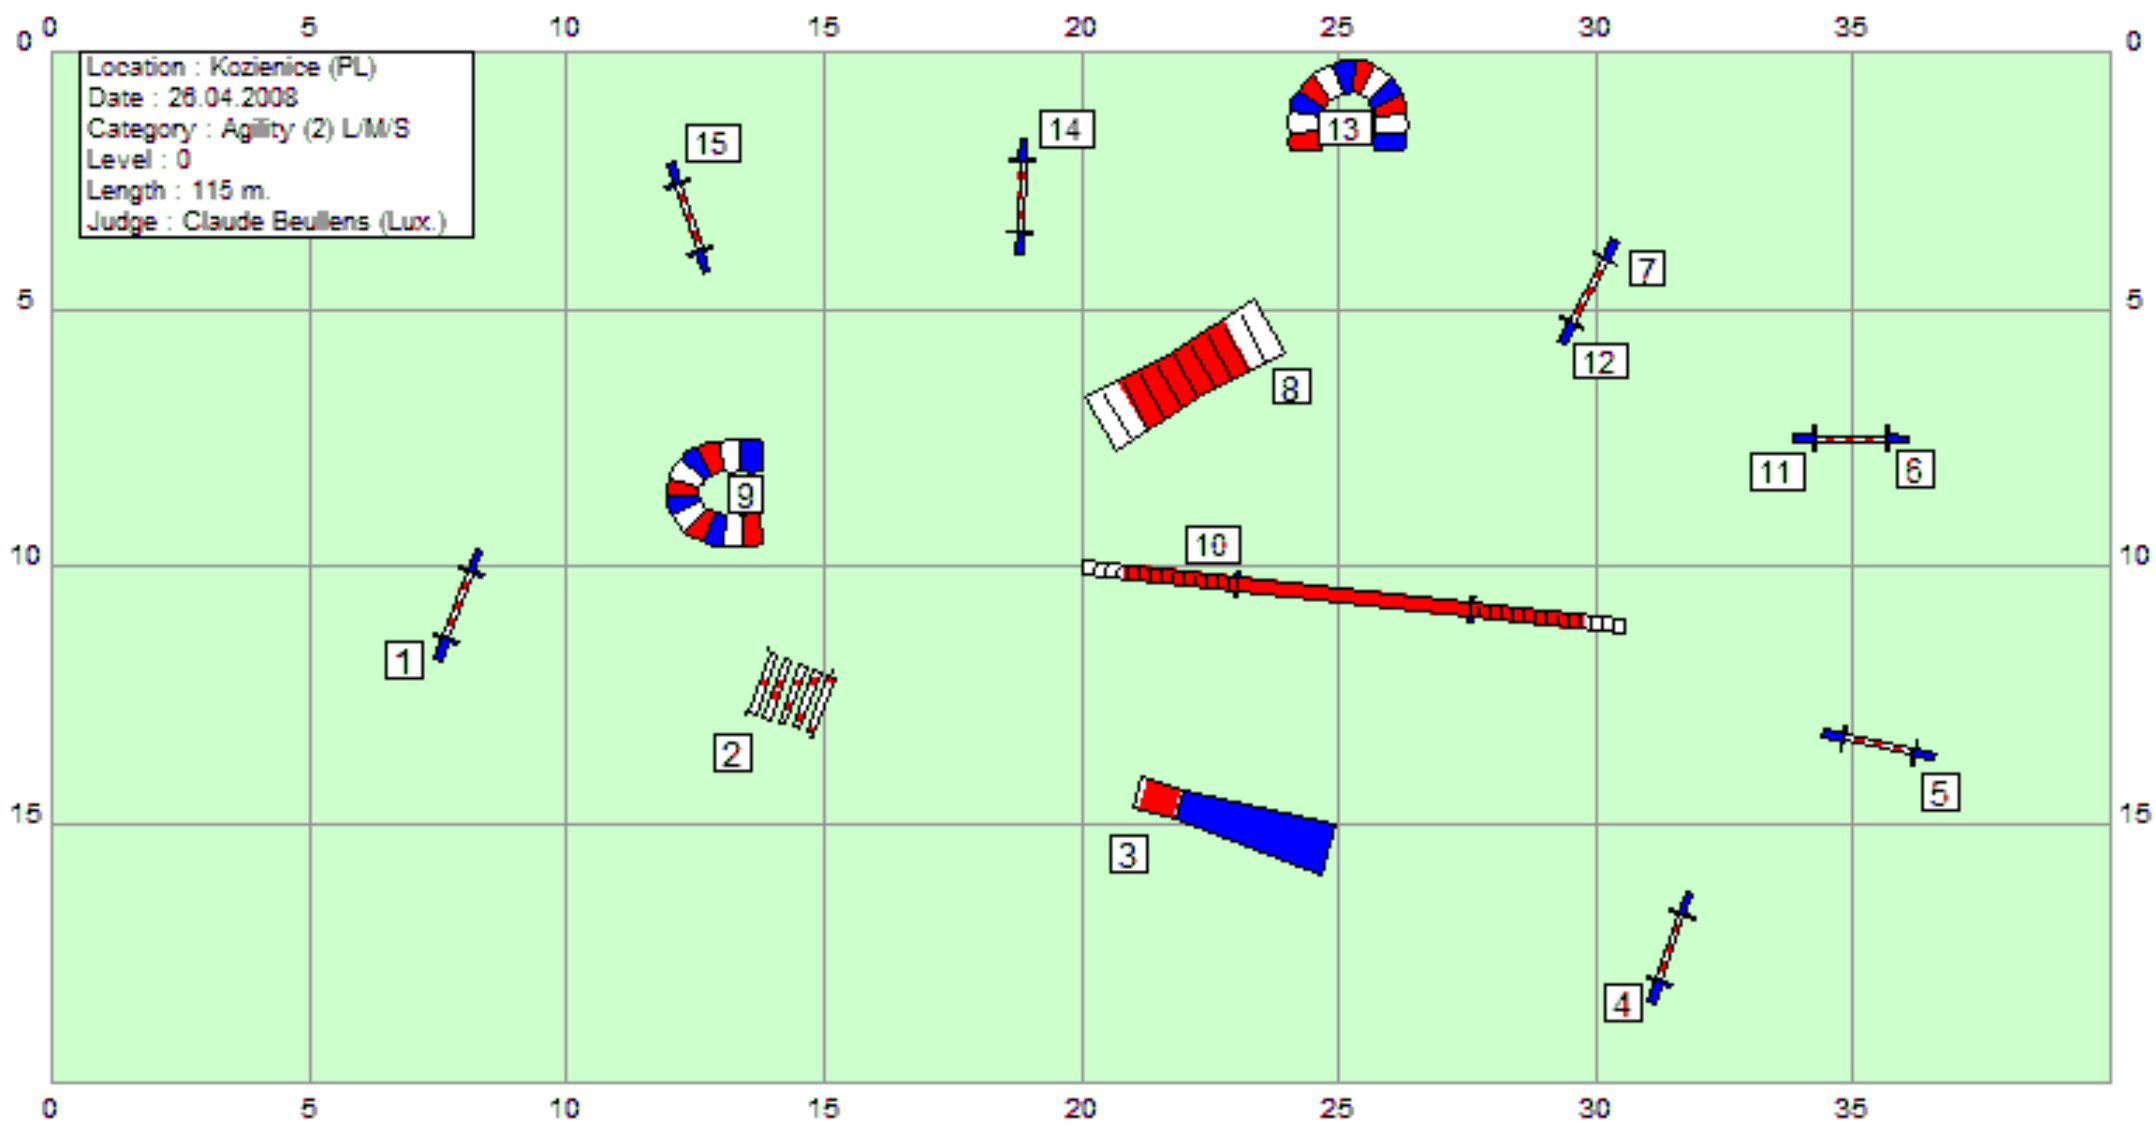 0 5 10 15 20 25 30 35
0 0
Location : Kozienice (PL)
Date : 26.04.2008
Category : Agility (2) L/M/S
Level : 0
Length : 115 m.
Judge : Claude Beullens (Lux.)
15
14
13
7
5 5
12
8
11
6
9
10
10 10
1
2
5
15 15
3
4
0 5 10 15 20 25 30 35